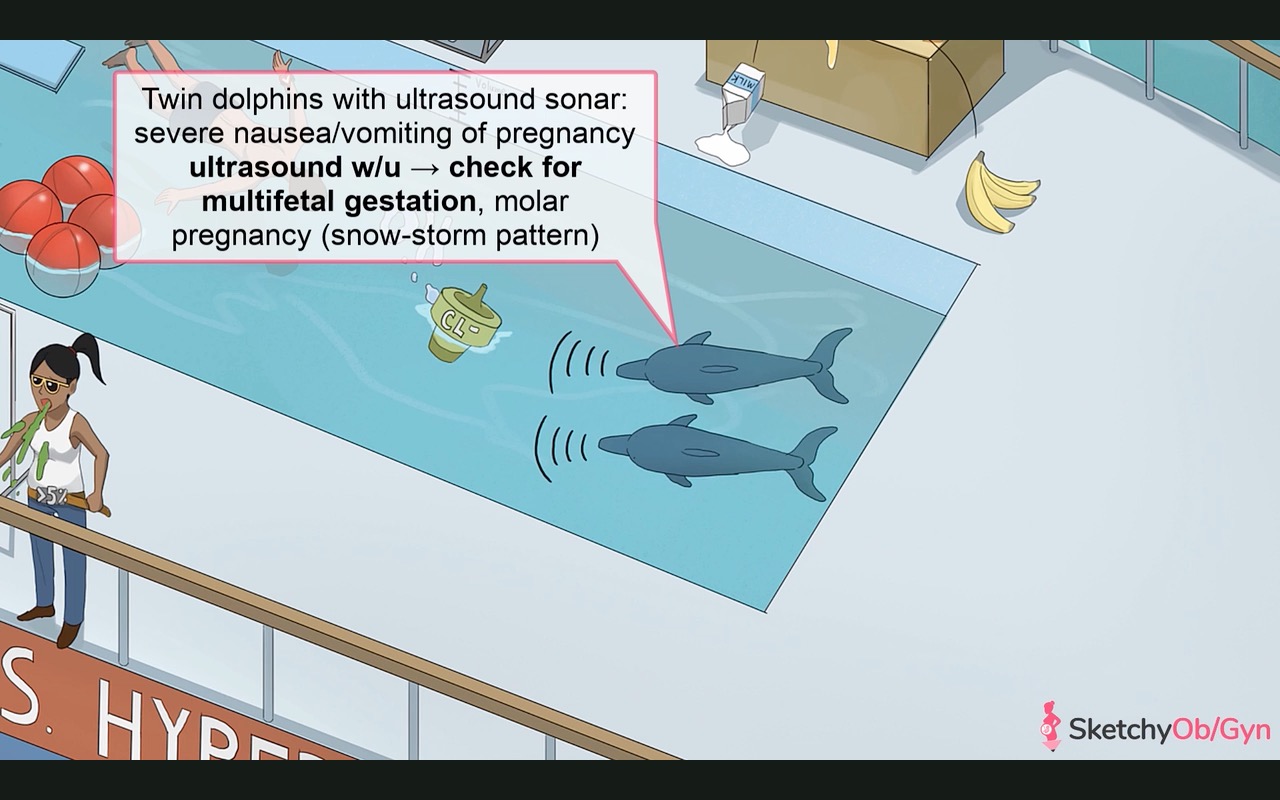 Twin dolphins with ultrasound sonar:
severe nausea/vomiting of pregnancy
ultrasound w/u → check for
multifetal gestation, molar
pregnancy (snow-storm pattern)
MILK
CL-
>5%
S. HYPER
SketchyOb/Gyn